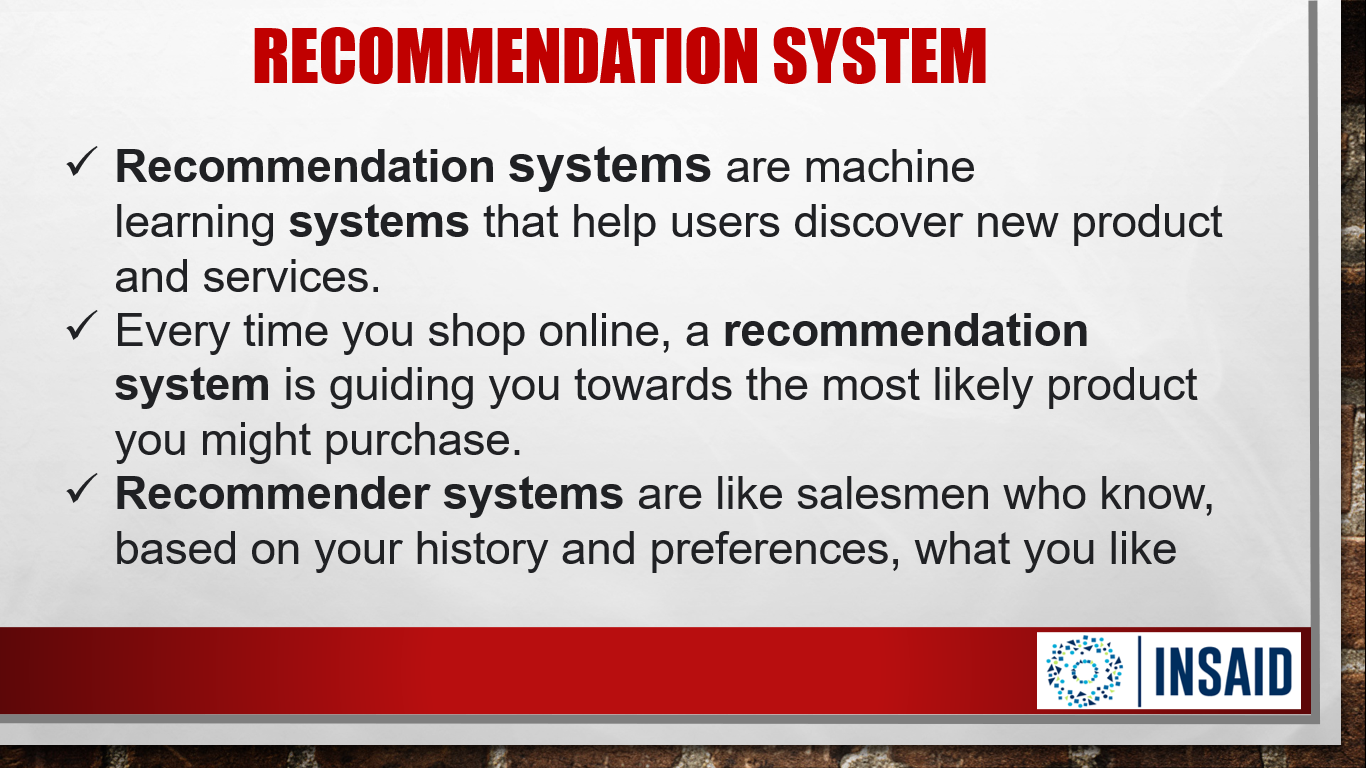 RECOMMENDATION SYSTEM
✓ Recommendation systems are machine
learning systems that help users discover new product
and services.
✓ Every time you shop online, a recommendation
system is guiding you towards the most likely product
you might purchase.
✓ Recommender systems are like salesmen who know,
based on your history and preferences, what you like
INSAID